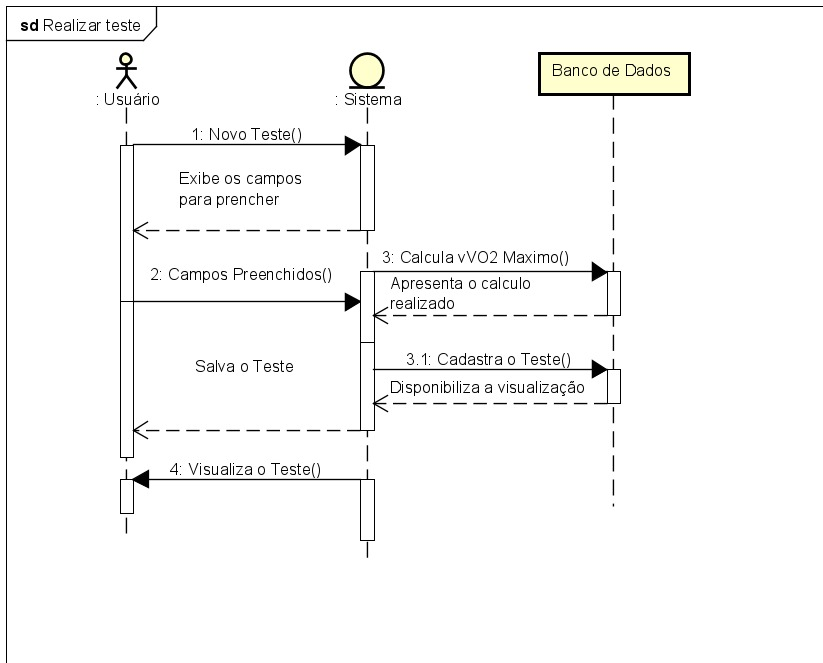 sd Realizar teste
: Usuário
: Sistema
Banco de Dados
1: Novo Teste()
Exibe os campos
para prencher
3: Calcula vVO2 Maximo()
2: Campos Preenchidos()
Apresenta o calculo
realizado
3.1: Cadastra o Teste()
Salva o Teste
Disponibiliza a visualização
4: Visualiza o Teste()